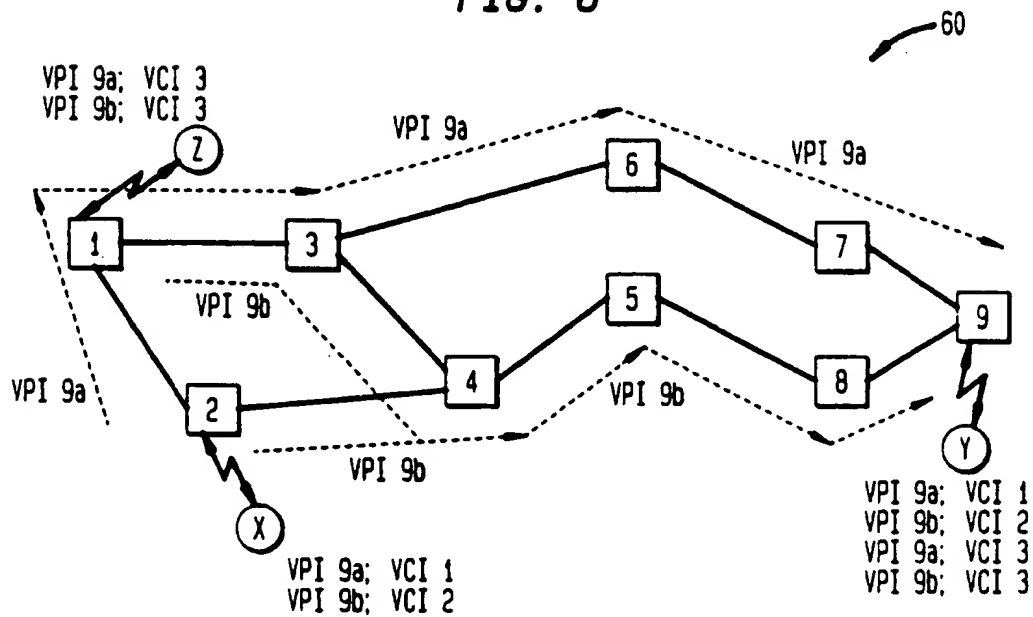 FIG. 6
60
VPI 9a; VCI 3
VPI 9b; VCI 3
Z
VPI 9a
VPI 9a
6
1
3
7
VPI 9b
5
9
VPI 9a
2
4
VPI 9b
8
VPI 9b
Y
X
VPI 9a; VCI 1
VPI 9b; VCI 2
VPI 9a; VCI 3
VPI 9b; VCI 3
VPI 9a; VCI 1
VPI 9b; VCI 2